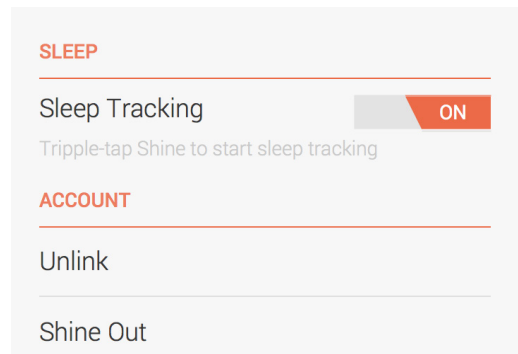 SLEEP
Sleep Tracking ON
Tripple-tap Shine to start sleep tracking
ACCOUNT
Unlink
Shine Out